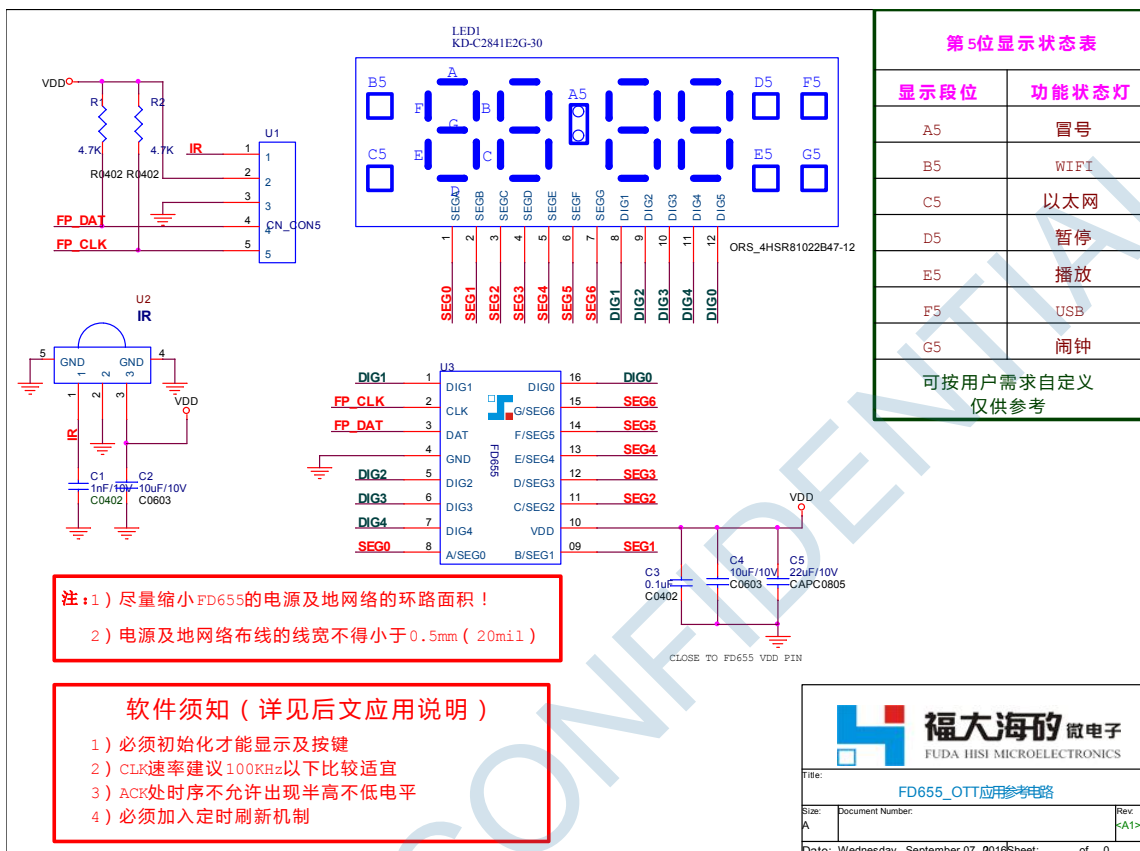 LED1
KD-C2841E2G-30
VDD
R1
R2
4.7K
4.7K
R0402 R0402
IR
FP_DAT
FP_CLK
U1
1 1
2 2
3 3
4 4
5 5
CN_CON5
B5
C5
A
F
B
G
E
C
D
A5
D5
F5
E5
G5
SEGA SEGB SEGC SEGD SEGE SEGF SEGG DIG1 DIG2 DIG3 DIG4 DIG5
1 2 3 4 5 6 7 8 9 10 11 12
ORS_4HSR81022B47-12
SEG0 SEG1 SEG2 SEG3 SEG4 SEG5 SEG6 DIG1 DIG2 DIG3 DIG4 DIG0
第5位显示状态表
显示段位 功能状态灯
A5 冒号
B5 WIFI
C5 以太网
D5 暂停
E5 播放
F5 USB
G5 闹钟
可按用户需求自定义
仅供参考
U2
IR
5 GND GND 4
1 2 3
1 2 3
VDD
IR
C1
1nF/10V
C0402
C2
10uF/10V
C0603
U3
FD655
DIG1 1 DIG1
FP_CLK 2 CLK
FP_DAT 3 DAT
4 GND
DIG2 5 DIG2
DIG3 6 DIG3
DIG4 7 DIG4
SEG0 8 A/SEG0
DIG0 16 DIG0
G/SEG6 15 SEG6
F/SEG5 14 SEG5
E/SEG4 13 SEG4
D/SEG3 12 SEG3
C/SEG2 11 SEG2
VDD 10
B/SEG1 09 SEG1
VDD
C3
0.1uF
C0402
C4
10uF/10V
C0603
C5
22uF/10V
CAPC0805
CLOSE TO FD655 VDD PIN
注:1)尽量缩小FD655的电源及地网络的环路面积!
2)电源及地网络布线的线宽不得小于0.5mm(20mil)
软件须知(详见后文应用说明)
1)必须初始化才能显示及按键
2)CLK速率建议100KHz以下比较适宜
3)ACK处时序不允许出现半高不低电平
4)必须加入定时刷新机制
福大海矽微电子
FUDA HISI MICROELECTRONICS
Title:
FD655_OTT应用参考电路
Size: Document Number: Rev:
A <A1>
Date: Wednesday, September 07, 2016 Sheet: of 0
CONFIDENTIAL